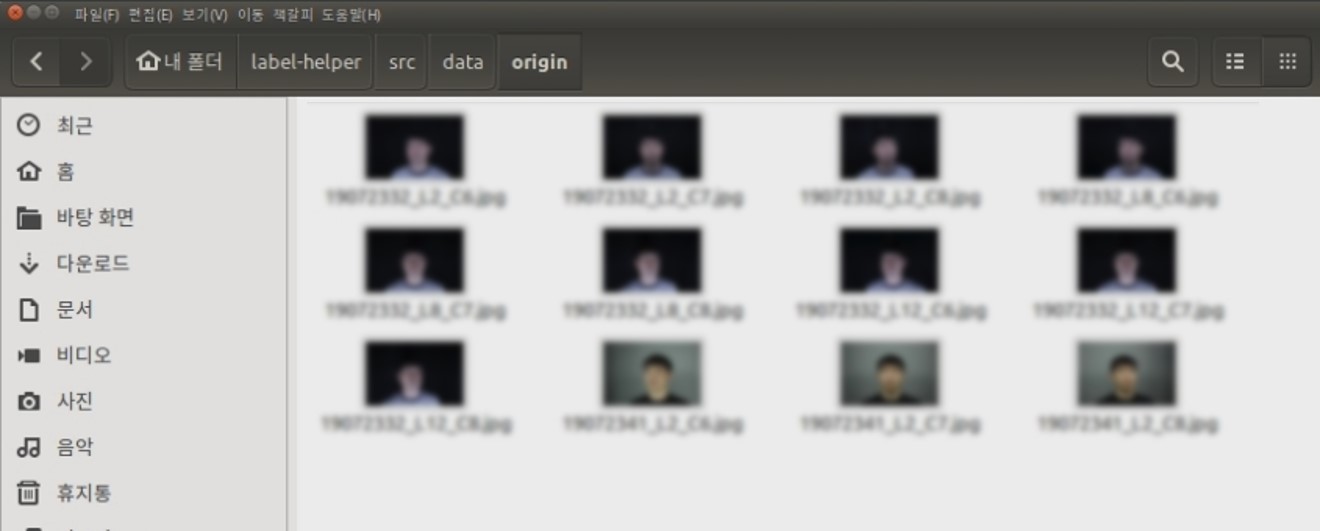 파일(F) 편집(E) 보기(V) 이동 책갈피 도움말(H)
내 폴더 label-helper src data origin
최근
홈
바탕 화면
다운로드
문서
비디오
사진
음악
휴지통
19072332_L2_C6.jpg 19072332_L2_C7.jpg 19072332_L2_C8.jpg 19072332_L8_C6.jpg
19072332_L8_C7.jpg 19072332_L8_C8.jpg 19072332_L12_C6.jpg 19072332_L12_C7.jpg
19072332_L12_C8.jpg 19072341_L2_C6.jpg 19072341_L2_C7.jpg 19072341_L2_C8.jpg